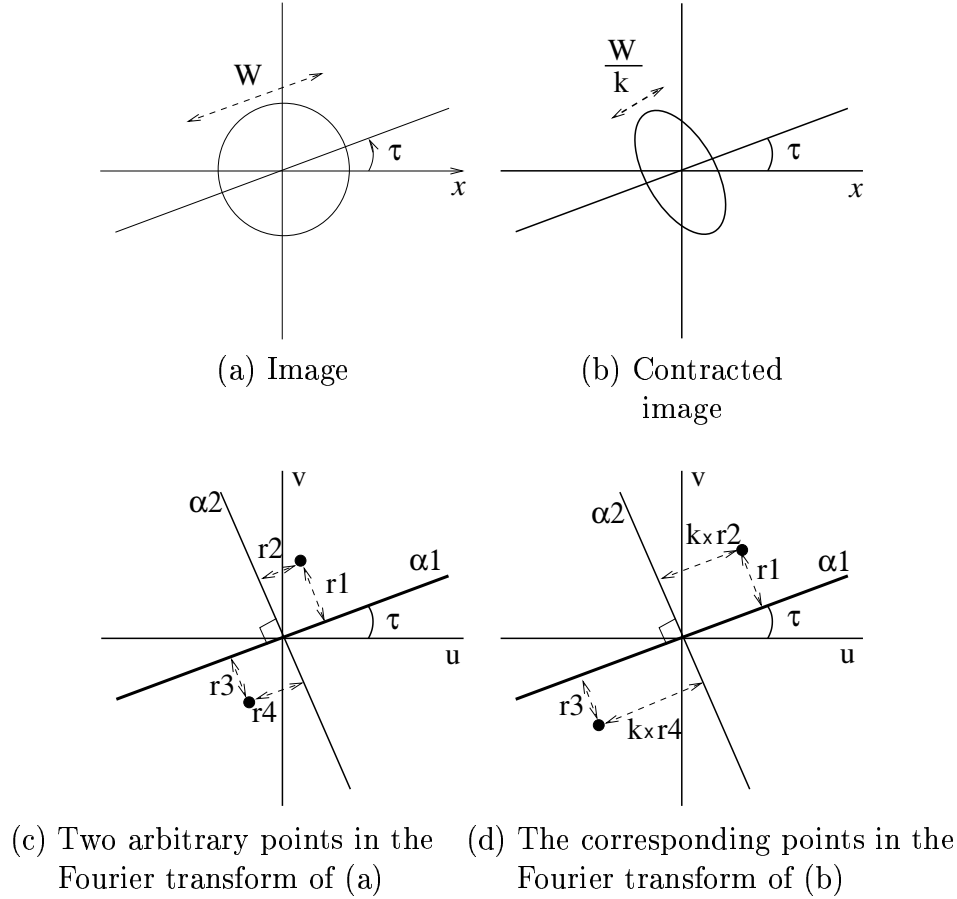 W
τ
x
(a) Image
W
k
τ
x
(b) Contracted
image
v
α2
r2
α1
r1
τ
u
r3
r4
(c) Two arbitrary points in the
Fourier transform of (a)
v
α2
k×r2
α1
r1
τ
u
r3
k×r4
(d) The corresponding points in the
Fourier transform of (b)